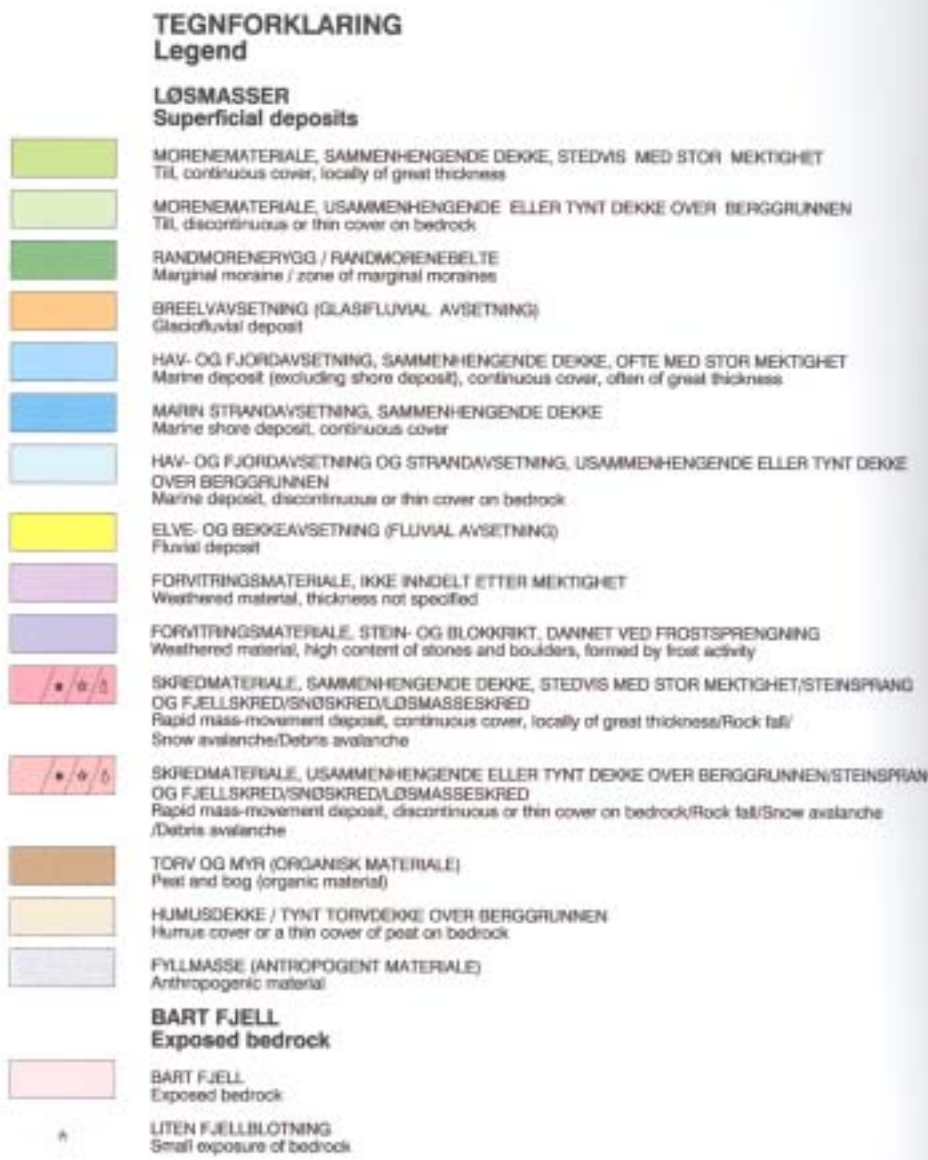 TEGNFORKLARING
Legend
LØSMASSER
Superficial deposits
MORENEMATERIALE, SAMMENHENGENDE DEKKE, STEDVIS MED STOR MEKTIGHET
Till, continuous cover, locally of great thickness
MORENEMATERIALE, USAMMENHENGENDE ELLER TYNT DEKKE OVER BERGGRUNNEN
Till, discontinuous or thin cover on bedrock
RANDMORENERYGG / RANDMORENEBELTE
Marginal moraine / zone of marginal moraines
BREELVAVSETNING (GLASIFLUVIAL AVSETNING)
Glaciofluvial deposit
HAV- OG FJORDAVSETNING, SAMMENHENGENDE DEKKE, OFTE MED STOR MEKTIGHET
Marine deposit (excluding shore deposit), continuous cover, often of great thickness
MARIN STRANDAVSETNING, SAMMENHENGENDE DEKKE
Marine shore deposit, continuous cover
HAV- OG FJORDAVSETNING OG STRANDAVSETNING, USAMMENHENGENDE ELLER TYNT DEKKE
OVER BERGGRUNNEN
Marine deposit, discontinuous or thin cover on bedrock
ELVE- OG BEKKEAVSETNING (FLUVIAL AVSETNING)
Fluvial deposit
FORVITRINGSMATERIALE, IKKE INNDELT ETTER MEKTIGHET
Weathered material, thickness not specified
FORVITRINGSMATERIALE, STEIN- OG BLOKKRIKT, DANNET VED FROSTSPRENGNING
Weathered material, high content of stones and boulders, formed by frost activity
SKREDMATERIALE, SAMMENHENGENDE DEKKE, STEDVIS MED STOR MEKTIGHET/STEINSPRANG
OG FJELLSKRED/SNØSKRED/LØSMASSESKRED
Rapid mass-movement deposit, continuous cover, locally of great thickness/Rock fall/
Snow avalanche/Debris avalanche
SKREDMATERIALE, USAMMENHENGENDE ELLER TYNT DEKKE OVER BERGGRUNNEN/STEINSPRAN
OG FJELLSKRED/SNØSKRED/LØSMASSESKRED
Rapid mass-movement deposit, discontinuous or thin cover on bedrock/Rock fall/Snow avalanche
/Debris avalanche
TORV OG MYR (ORGANISK MATERIALE)
Peat and bog (organic material)
HUMUSDEKKE / TYNT TORVDEKKE OVER BERGGRUNNEN
Humus cover or a thin cover of peat on bedrock
FYLLMASSE (ANTROPOGENT MATERIALE)
Anthropogenic material
BART FJELL
Exposed bedrock
BART FJELL
Exposed bedrock
LITEN FJELLBLOTNING
Small exposure of bedrock